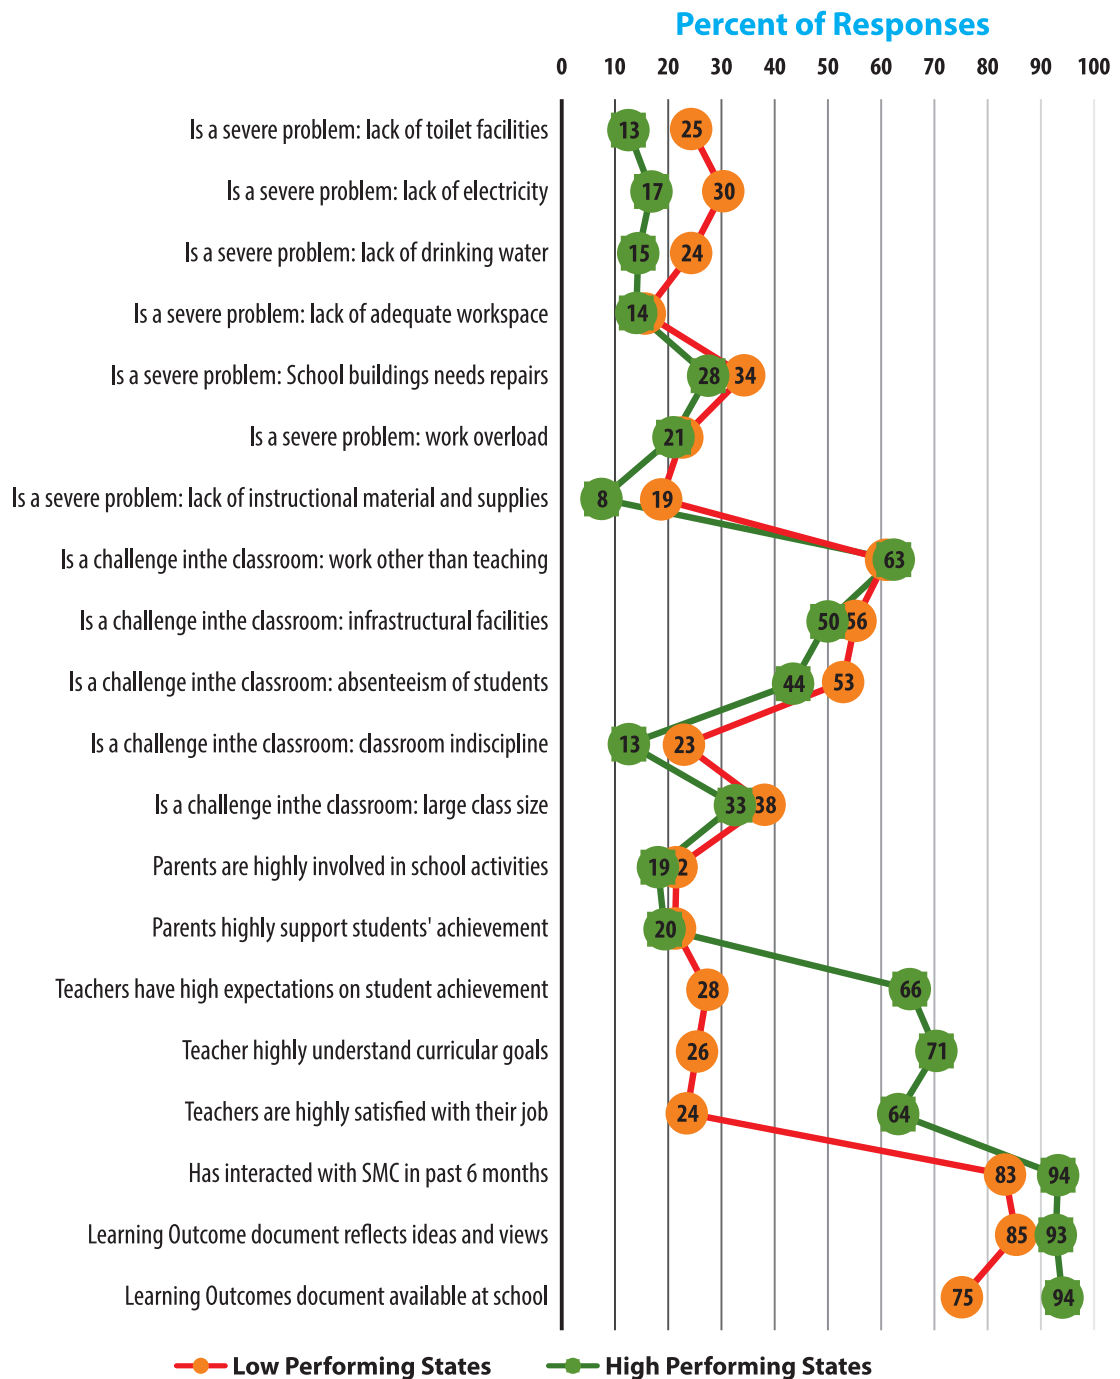 Percent of Responses
0 10 20 30 40 50 60 70 80 90 100
Is a severe problem: lack of toilet facilities 13 25
Is a severe problem: lack of electricity 17 30
Is a severe problem: lack of drinking water 15 24
Is a severe problem: lack of adequate workspace 14
Is a severe problem: School buildings needs repairs 28 34
Is a severe problem: work overload 21
Is a severe problem: lack of instructional material and supplies 8 19
Is a challenge inthe classroom: work other than teaching 63
Is a challenge inthe classroom: infrastructural facilities 50 56
Is a challenge inthe classroom: absenteeism of students 44 53
Is a challenge inthe classroom: classroom indiscipline 13 23
Is a challenge inthe classroom: large class size 33 38
Parents are highly involved in school activities 19
Parents highly support students' achievement 20
Teachers have high expectations on student achievement 28 66
Teacher highly understand curricular goals 26 71
Teachers are highly satisfied with their job 24 64
Has interacted with SMC in past 6 months 83 94
Learning Outcome document reflects ideas and views 85 93
Learning Outcomes document available at school 75 94
Low Performing States High Performing States